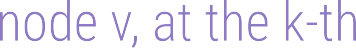 node v, at the k-th